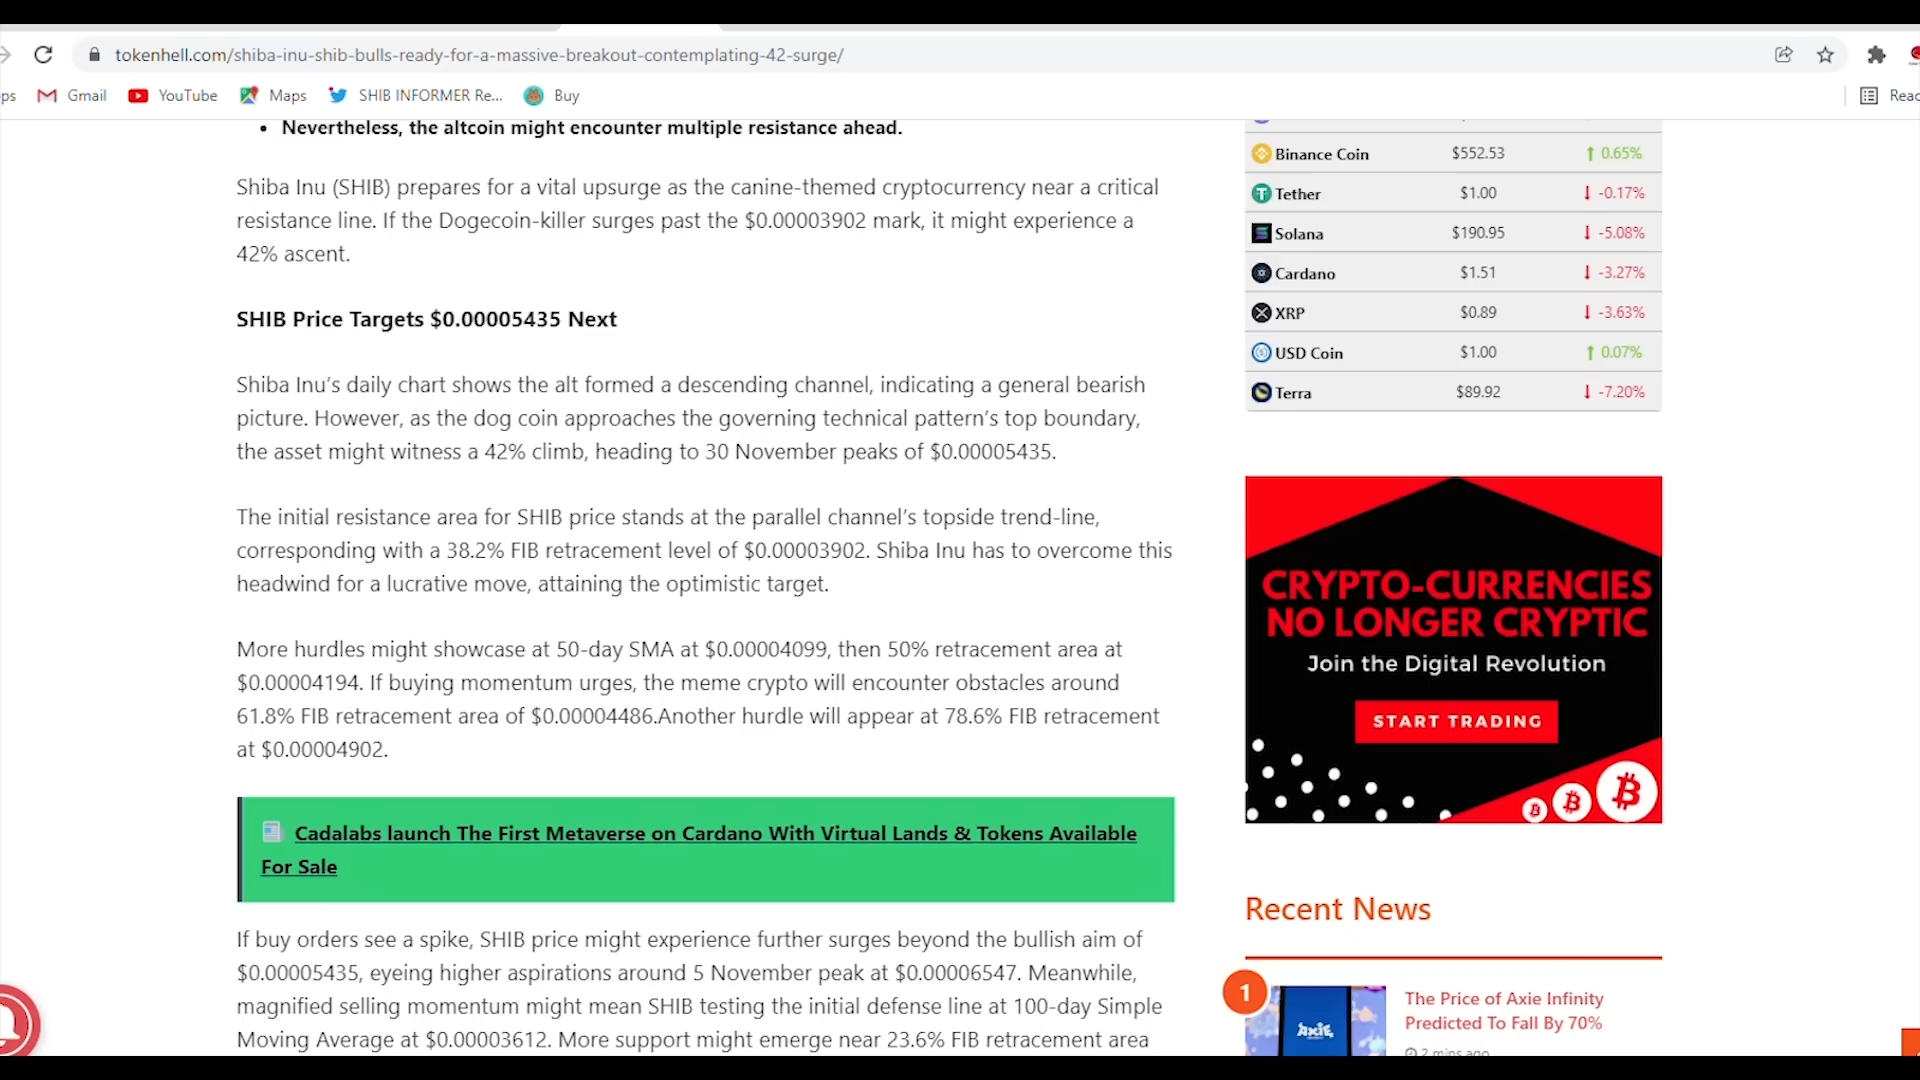 tokenhell.com/shiba-inu-shib-bulls-ready-for-a-massive-breakout-contemplating-42-surge/
ps Gmail YouTube Maps SHIB INFORMER Re... Buy Reac
• Nevertheless, the altcoin might encounter multiple resistance ahead.
Shiba Inu (SHIB) prepares for a vital upsurge as the canine-themed cryptocurrency near a critical
resistance line. If the Dogecoin-killer surges past the $0.00003902 mark, it might experience a
42% ascent.
SHIB Price Targets $0.00005435 Next
Shiba Inu’s daily chart shows the alt formed a descending channel, indicating a general bearish
picture. However, as the dog coin approaches the governing technical pattern’s top boundary,
the asset might witness a 42% climb, heading to 30 November peaks of $0.00005435.
The initial resistance area for SHIB price stands at the parallel channel’s topside trend-line,
corresponding with a 38.2% FIB retracement level of $0.00003902. Shiba Inu has to overcome this
headwind for a lucrative move, attaining the optimistic target.
More hurdles might showcase at 50-day SMA at $0.00004099, then 50% retracement area at
$0.00004194. If buying momentum urges, the meme crypto will encounter obstacles around
61.8% FIB retracement area of $0.00004486.Another hurdle will appear at 78.6% FIB retracement
at $0.00004902.
Cadalabs launch The First Metaverse on Cardano With Virtual Lands & Tokens Available
For Sale
If buy orders see a spike, SHIB price might experience further surges beyond the bullish aim of
$0.00005435, eyeing higher aspirations around 5 November peak at $0.00006547. Meanwhile,
magnified selling momentum might mean SHIB testing the initial defense line at 100-day Simple
Moving Average at $0.00003612. More support might emerge near 23.6% FIB retracement area
Binance Coin $552.53 ↑ 0.65%
Tether $1.00 ↓ -0.17%
Solana $190.95 ↓ -5.08%
Cardano $1.51 ↓ -3.27%
XRP $0.89 ↓ -3.63%
USD Coin $1.00 ↑ 0.07%
Terra $89.92 ↓ -7.20%
CRYPTO-CURRENCIES
NO LONGER CRYPTIC
Join the Digital Revolution
START TRADING
Recent News
1
AXIE
The Price of Axie Infinity
Predicted To Fall By 70%
2 mins ago